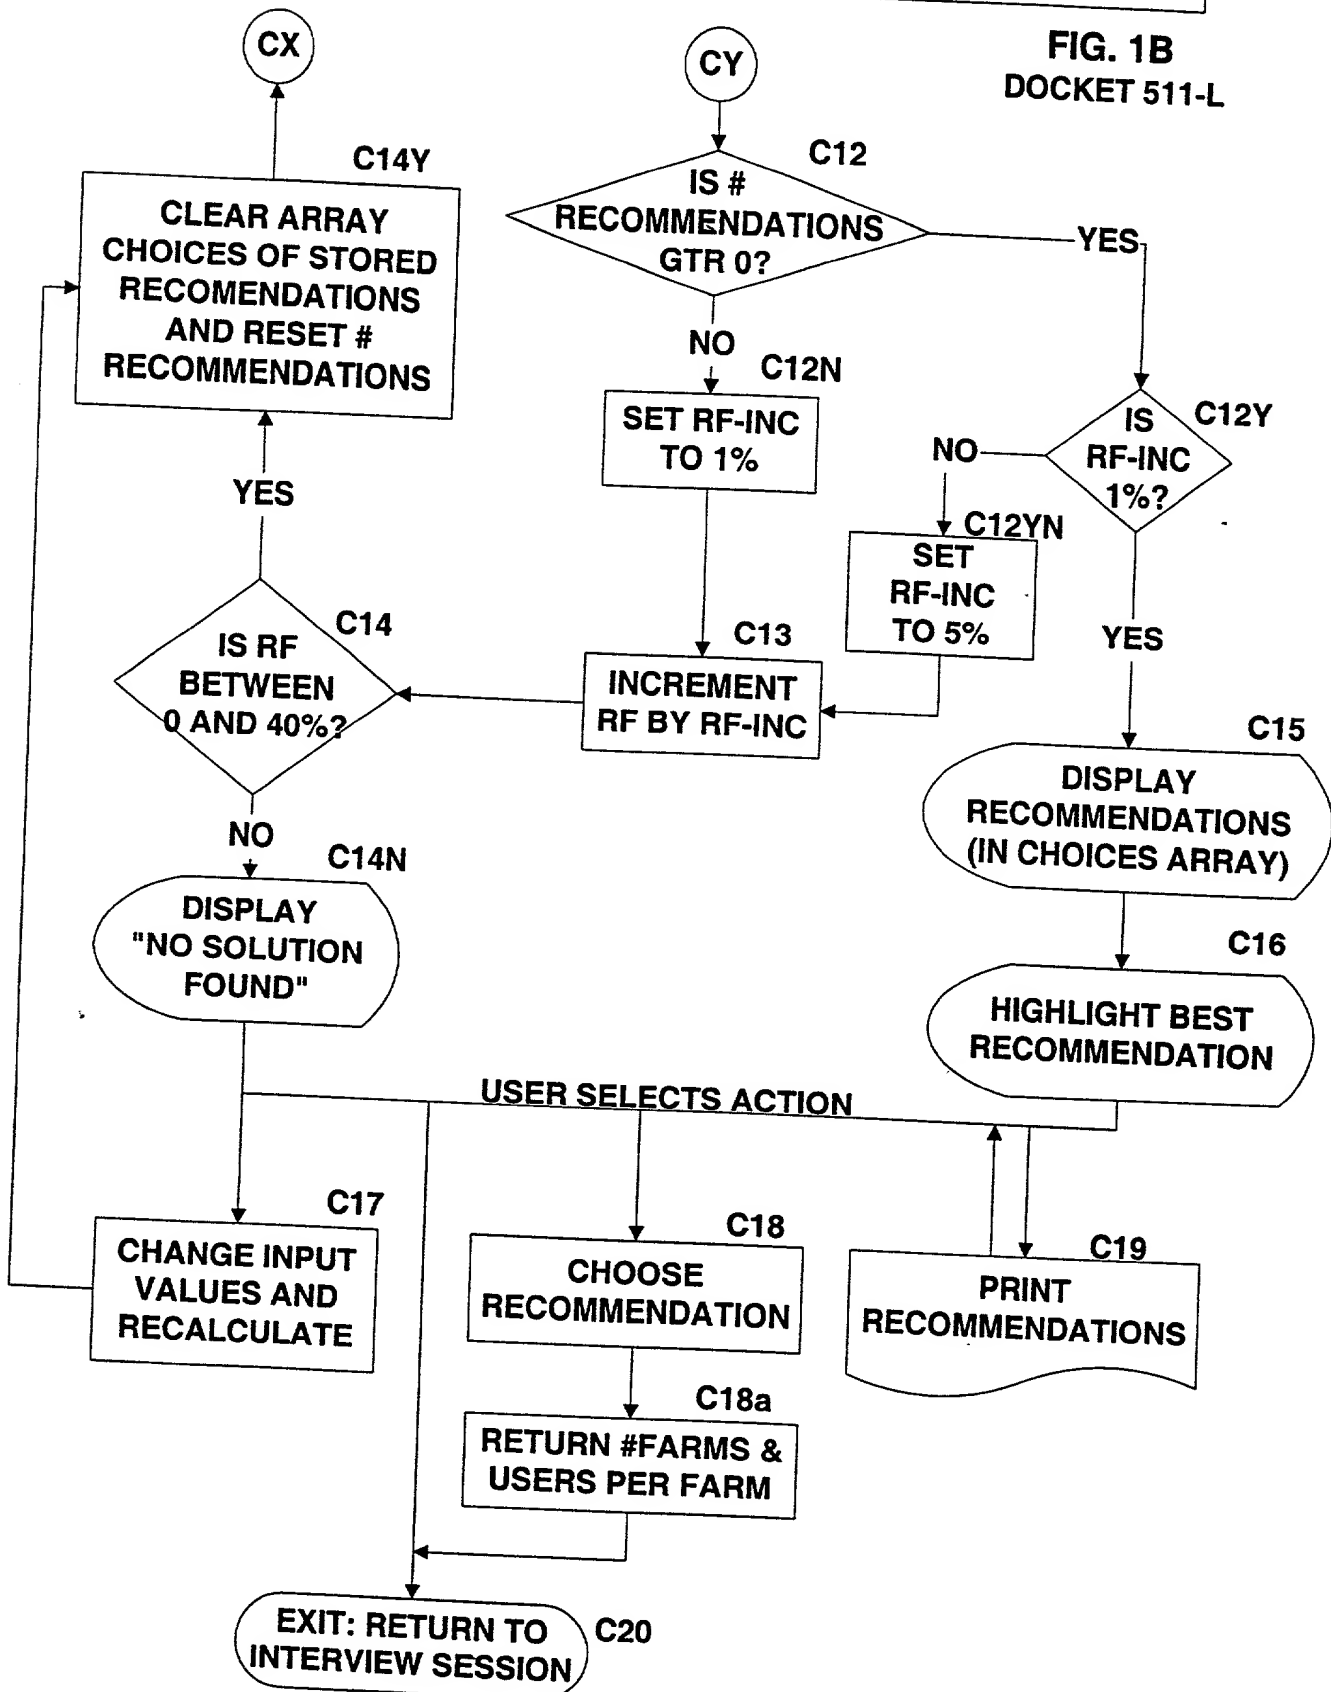 FIG. 1B
DOCKET 511-L
CX
CY
C14Y
CLEAR ARRAY
CHOICES OF STORED
RECOMENDATIONS
AND RESET #
RECOMMENDATIONS
C12
IS #
RECOMMENDATIONS
GTR 0?
YES
NO
C12N
SET RF-INC
TO 1%
C12Y
IS
RF-INC
1%?
NO
C12YN
SET
RF-INC
TO 5%
YES
YES
C14
IS RF
BETWEEN
0 AND 40%?
C13
INCREMENT
RF BY RF-INC
NO
C14N
DISPLAY
"NO SOLUTION
FOUND"
C15
DISPLAY
RECOMMENDATIONS
(IN CHOICES ARRAY)
C16
HIGHLIGHT BEST
RECOMMENDATION
USER SELECTS ACTION
C17
CHANGE INPUT
VALUES AND
RECALCULATE
C18
CHOOSE
RECOMMENDATION
C19
PRINT
RECOMMENDATIONS
C18a
RETURN #FARMS &
USERS PER FARM
EXIT: RETURN TO
INTERVIEW SESSION
C20